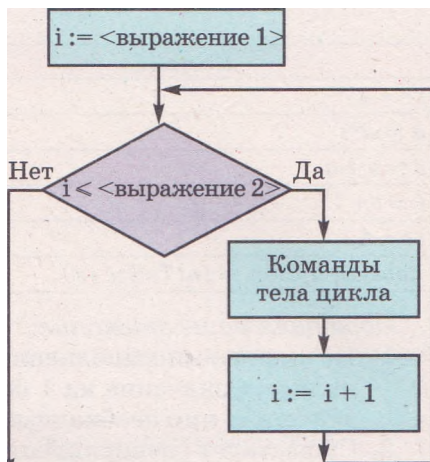 i := <выражение 1>
Нет
Да
i ⩽ <выражение 2>
Команды
тела цикла
i := i + 1